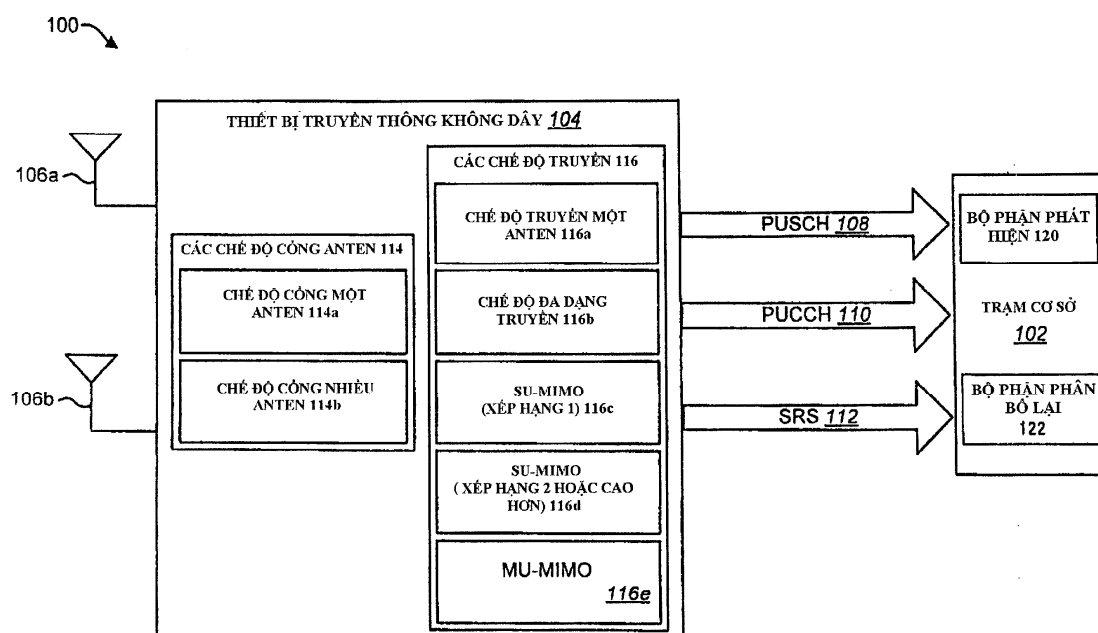 100
THIẾT BỊ TRUYỀN THÔNG KHÔNG DÂY 104
106a
106b
CÁC CHẾ ĐỘ CỔNG ANTEN 114
CHẾ ĐỘ CỔNG MỘT
ANTEN 114a
CHẾ ĐỘ CỔNG NHIỀU
ANTEN 114b
CÁC CHẾ ĐỘ TRUYỀN 116
CHẾ ĐỘ TRUYỀN MỘT
ANTEN 116a
CHẾ ĐỘ ĐA DẠNG
TRUYỀN 116b
SU-MIMO
(XẾP HẠNG 1) 116c
SU-MIMO
( XẾP HẠNG 2 HOẶC CAO
HƠN) 116d
MU-MIMO
116e
PUSCH 108
PUCCH 110
SRS 112
BỘ PHẬN PHÁT
HIỆN 120
TRẠM CƠ SỞ
102
BỘ PHẬN PHÂN
BỔ LẠI
122